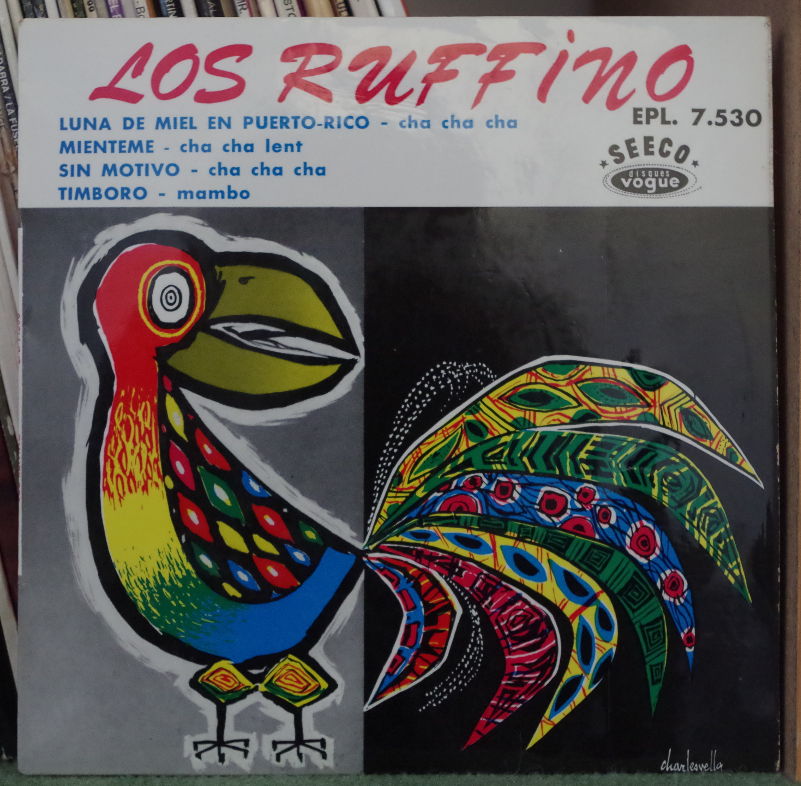 LOS RUFFINO
LUNA DE MIEL EN PUERTO-RICO - cha cha cha
MIENTEME - cha cha lent
SIN MOTIVO - cha cha cha
TIMBORO - mambo
EPL. 7.530
SEECO
disques
vogue
charlesvella